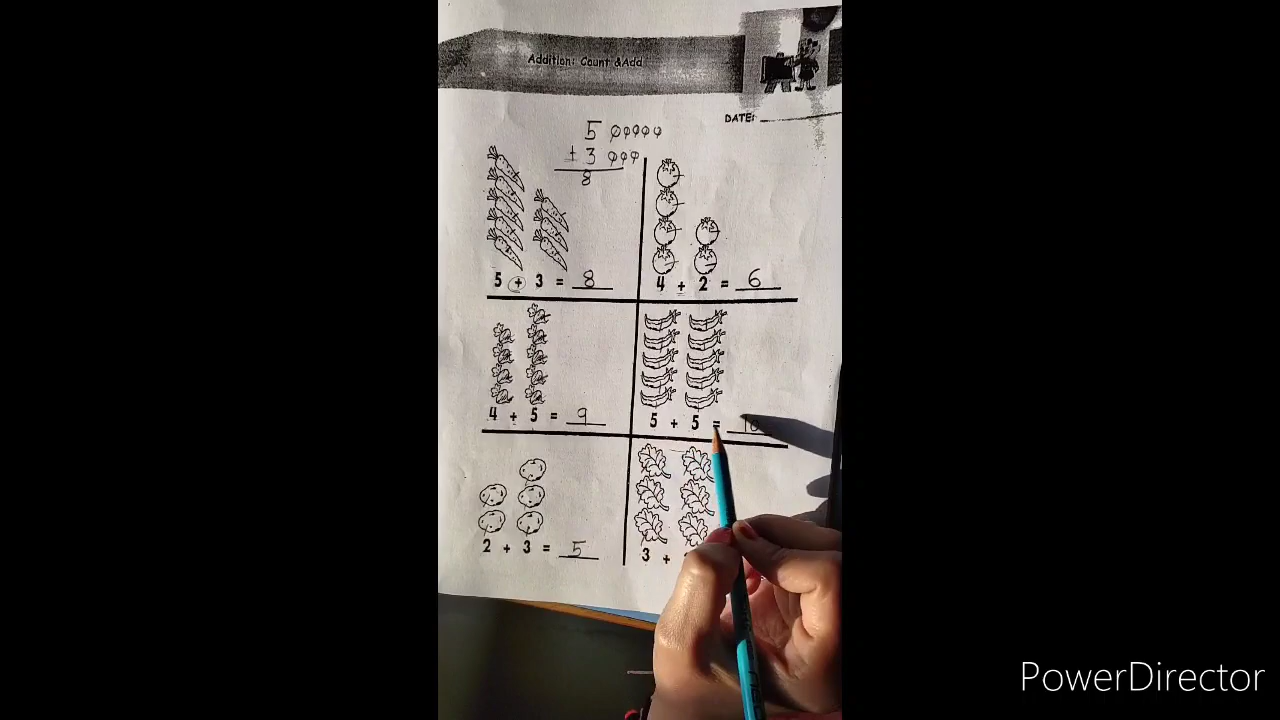 Addition: Count &Add
DATE:
5
+ 3
8
5 + 3 = 8
4 + 2 = 6
4 + 5 = 9
5 + 5 = 10
2 + 3 = 5
3 +
PowerDirector